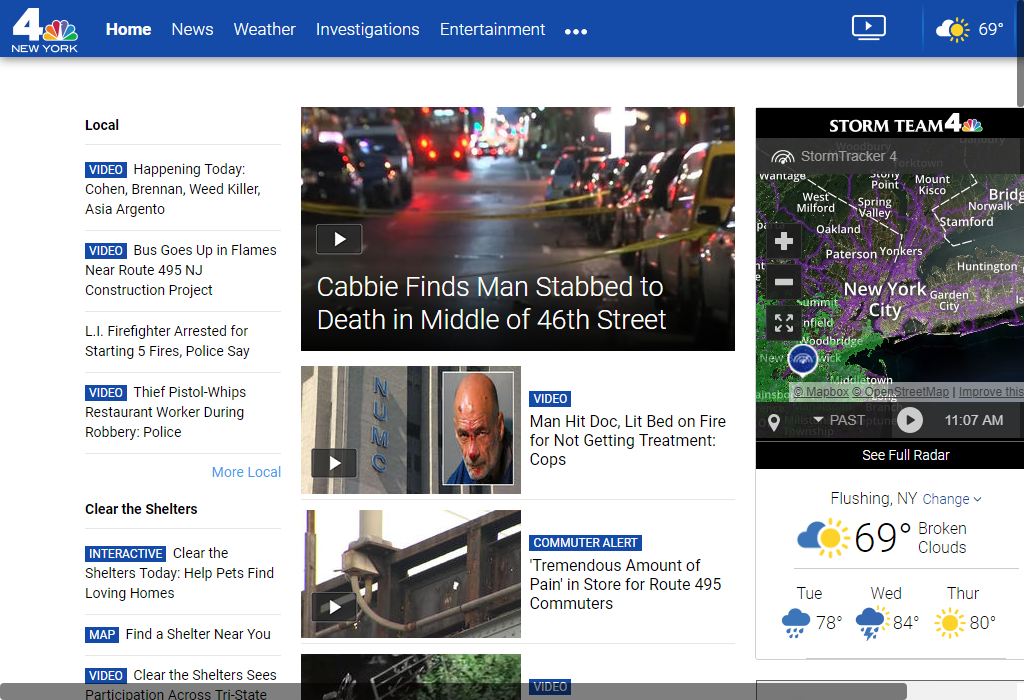 4
NEW YORK
Home News Weather Investigations Entertainment •••
69°
Local
VIDEO Happening Today:
Cohen, Brennan, Weed Killer,
Asia Argento
VIDEO Bus Goes Up in Flames
Near Route 495 NJ
Construction Project
L.I. Firefighter Arrested for
Starting 5 Fires, Police Say
VIDEO Thief Pistol-Whips
Restaurant Worker During
Robbery: Police
More Local
Clear the Shelters
INTERACTIVE Clear the
Shelters Today: Help Pets Find
Loving Homes
MAP Find a Shelter Near You
VIDEO Clear the Shelters Sees
Participation Across Tri-State
Cabbie Finds Man Stabbed to
Death in Middle of 46th Street
NUMC
VIDEO
Man Hit Doc, Lit Bed on Fire
for Not Getting Treatment:
Cops
COMMUTER ALERT
'Tremendous Amount of
Pain' in Store for Route 495
Commuters
VIDEO
STORM TEAM 4
StormTracker 4
Woodbury
Yorktown
Wantage
Stony
Point
Mount
Kisco
West
Milford
Spring
Valley
Norwalk
Stamford
Oakland
Paterson Yonkers
Huntington
New York
City
Garden
City
Woodbridge
Middletown
© Mapbox © OpenStreetMap | Improve this
PAST
11:07 AM
See Full Radar
Flushing, NY Change
69° Broken
Clouds
Tue Wed Thur
78° 84° 80°